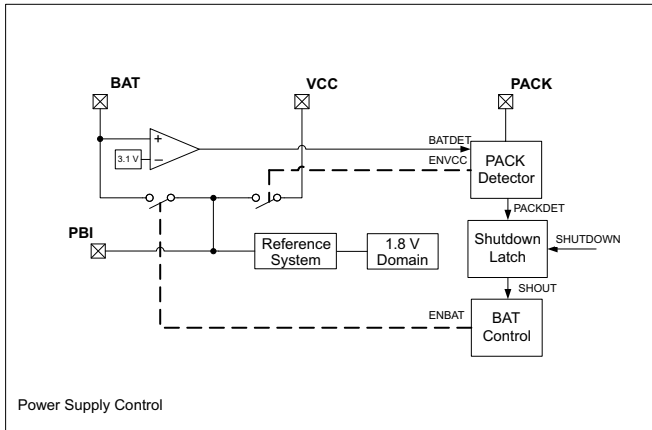 BAT
VCC
PACK
+
3.1 V
−
BATDET
ENVCC
PACK
Detector
PACKDET
PBI
Reference
System
1.8 V
Domain
Shutdown
Latch
SHUTDOWN
SHOUT
ENBAT
BAT
Control
Power Supply Control